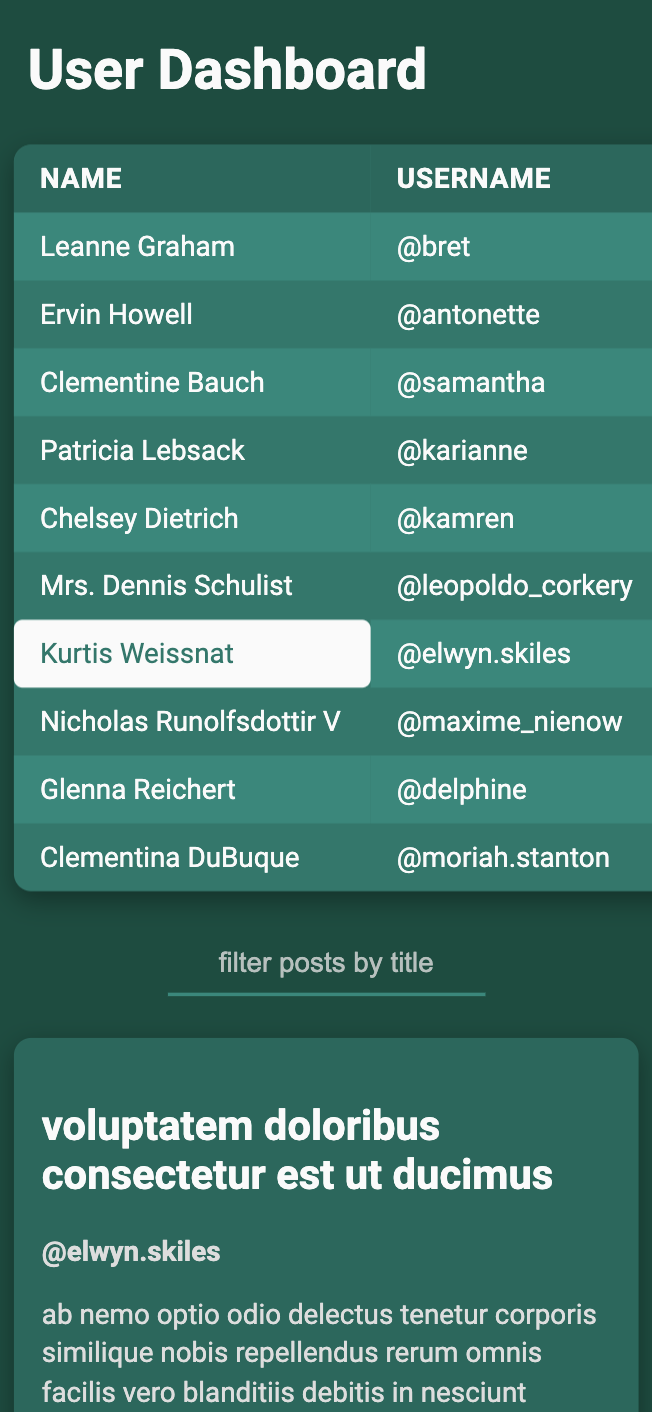 User Dashboard
NAME USERNAME
Leanne Graham @bret
Ervin Howell @antonette
Clementine Bauch @samantha
Patricia Lebsack @karianne
Chelsey Dietrich @kamren
Mrs. Dennis Schulist @leopoldo_corkery
Kurtis Weissnat @elwyn.skiles
Nicholas Runolfsdottir V @maxime_nienow
Glenna Reichert @delphine
Clementina DuBuque @moriah.stanton
filter posts by title
voluptatem doloribus
consectetur est ut ducimus
@elwyn.skiles
ab nemo optio odio delectus tenetur corporis
similique nobis repellendus rerum omnis
facilis vero blanditiis debitis in nesciunt